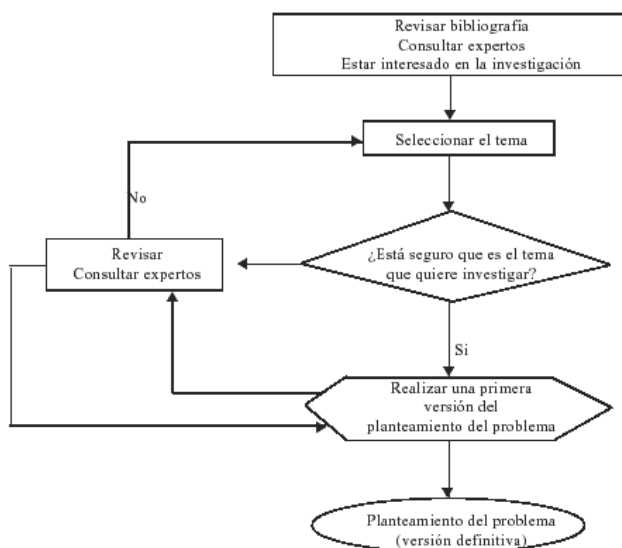 Revisar bibliografía
Consultar expertos
Estar interesado en la investigación
Seleccionar el tema
No
Revisar
Consultar expertos
¿Está seguro que es el tema
que quiere investigar?
Si
Realizar una primera
versión del
planteamiento del problema
Planteamiento del problema
(versión definitiva)